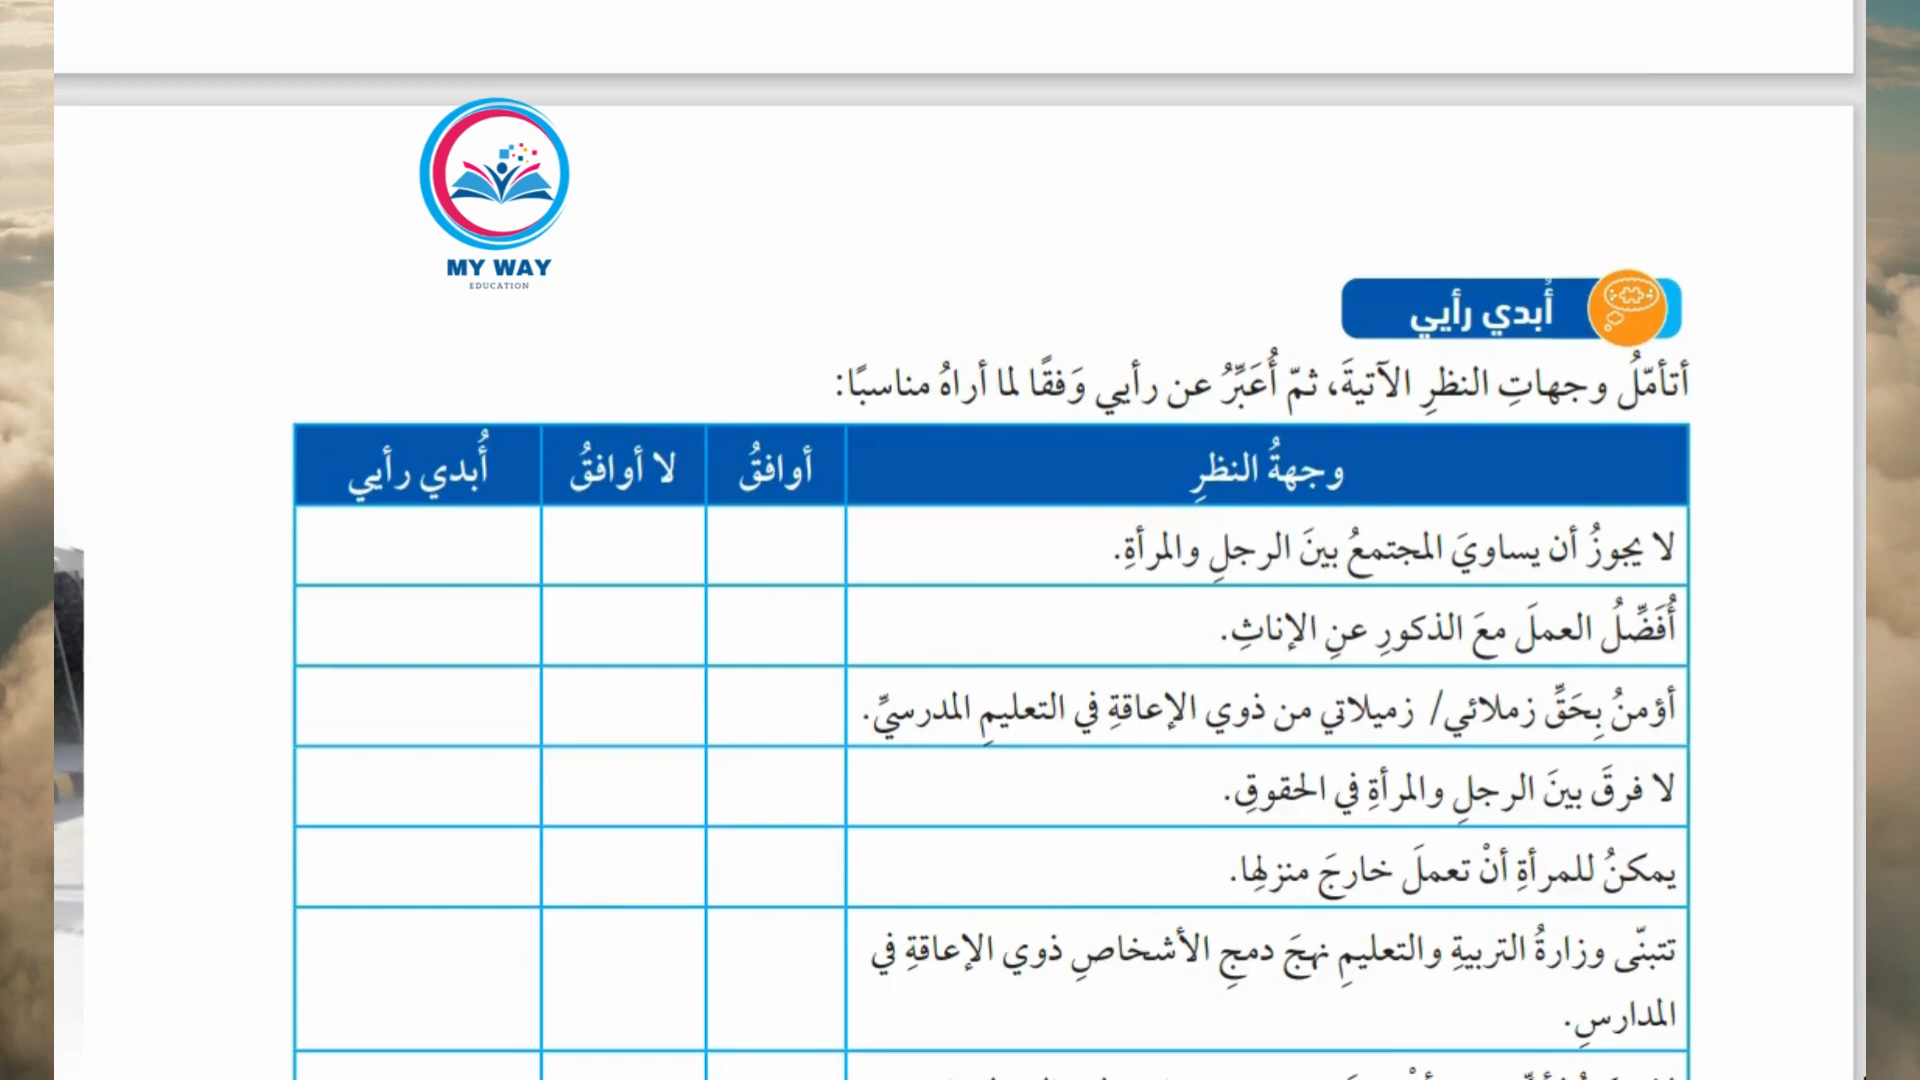 MY WAY
EDUCATION
أُبدي رأيي
أتأمّلُ وجهاتِ النظرِ الآتيةَ، ثمّ أُعَبِّرُ عن رأيي وَفقًا لما أراهُ مناسبًا:
وجهةُ النظرِ أوافقُ لا أوافقُ أُبدي رأيي
لا يجوزُ أن يساويَ المجتمعُ بينَ الرجلِ والمرأةِ.
أُفَضِّلُ العملَ معَ الذكورِ عنِ الإناثِ.
أؤمنُ بِحَقِّ زملائي/ زميلاتي من ذوي الإعاقةِ في التعليمِ المدرسيِّ.
لا فرقَ بينَ الرجلِ والمرأةِ في الحقوقِ.
يمكنُ للمرأةِ أنْ تعملَ خارجَ منزلِها.
تتبنّى وزارةُ التربيةِ والتعليمِ نهجَ دمجِ الأشخاصِ ذوي الإعاقةِ في
المدارسِ.